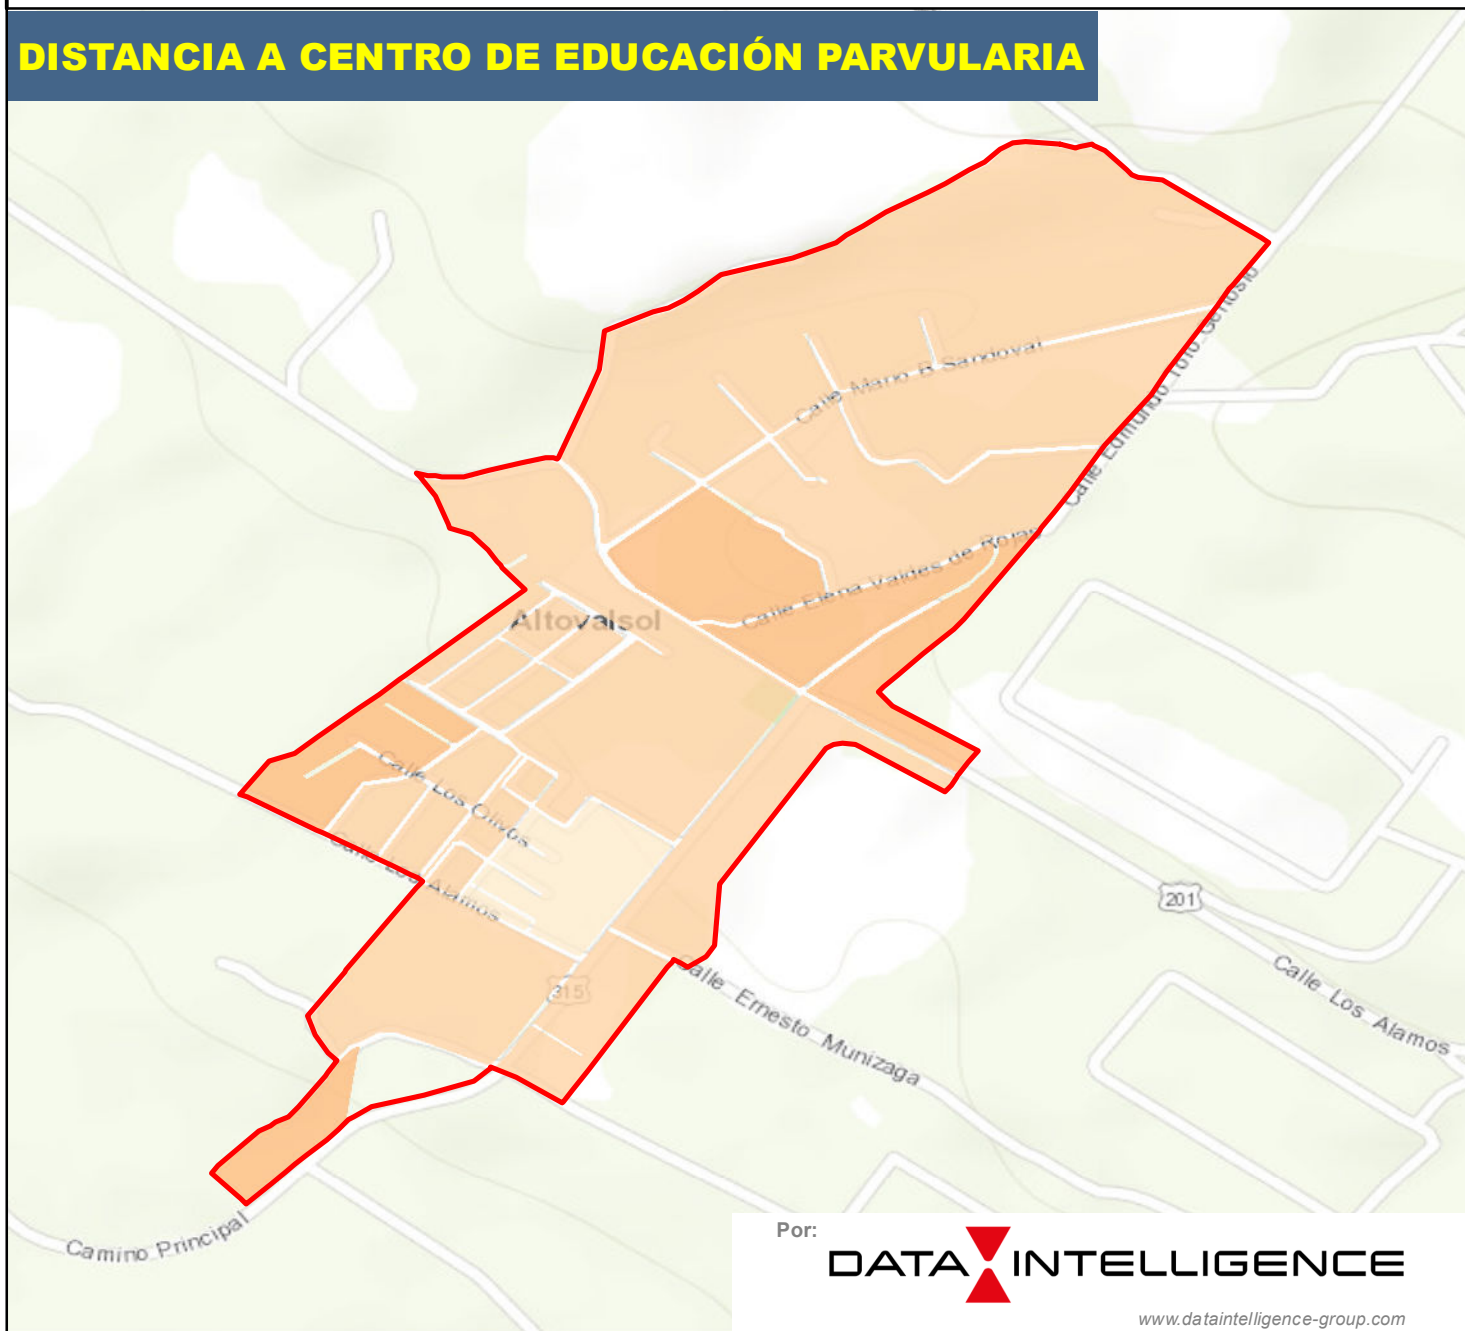 DISTANCIA A CENTRO DE EDUCACIÓN PARVULARIA
Calle Mario B Sandoval
Calle Edmundo Toto Gertosio
Calle Elena Valdes de Rojas
Altovalsol
Calle Los Olivos
Calle Los Alamos
201
315
Calle Ernesto Munizaga
Calle Los Alamos
Camino Principal
Por:
DATA INTELLIGENCE
www.dataintelligence-group.com